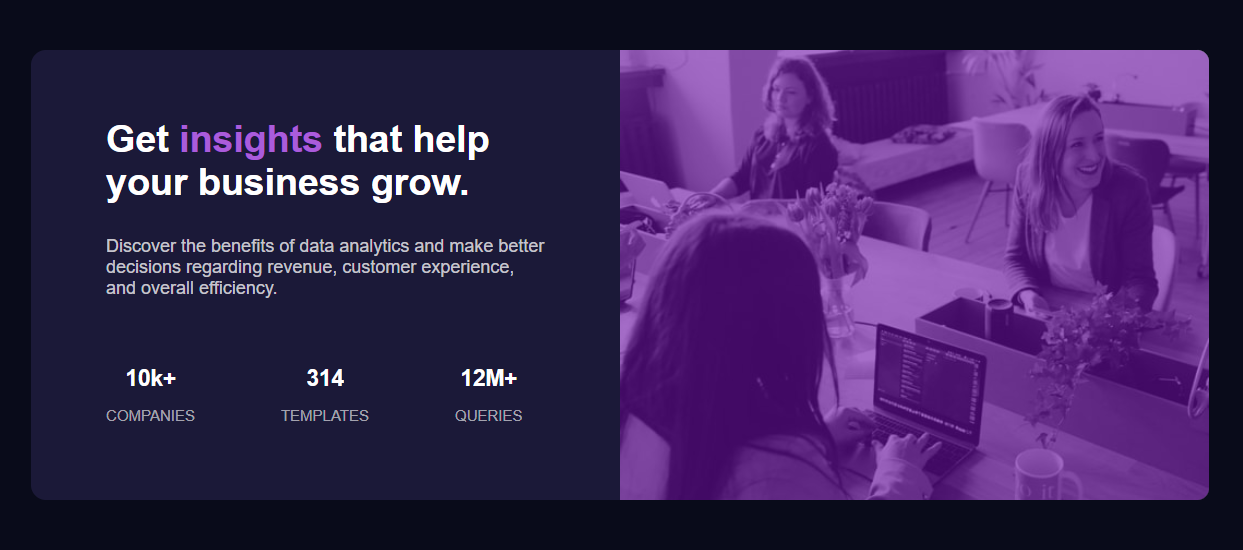 Get insights that help
your business grow.
Discover the benefits of data analytics and make better
decisions regarding revenue, customer experience,
and overall efficiency.
10k+ 314 12M+
COMPANIES TEMPLATES QUERIES